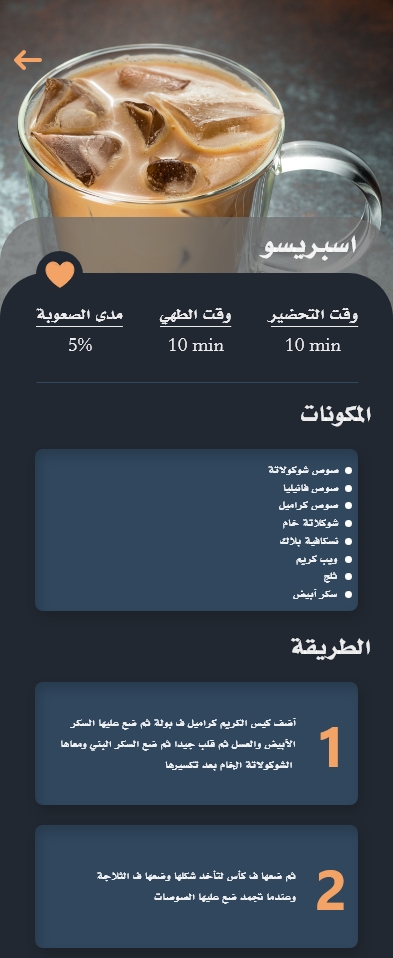 اسبريسو
وقت التحضير
وقت الطهي
مدى الصعوبة
10 min
10 min
5%
المكونات
صوص شوكولاتة
صوص فانيليا
صوص كراميل
شوكلاتة خام
نسكافية بلاك
ويب كريم
ثلج
سكر أبيض
الطريقة
1
أضف كيس الكريم كراميل ف بولة ثم ضع عليها السكر
الأبيض والعسل ثم قلب جيدا ثم ضع السكر البني ومعاها
الشوكولاتة الخام بعد تكسيرها
2
ثم ضعها ف كأس لتأخد شكلها وضعها ف الثلاجة
وعندما تجمد ضع عليها الصوصات